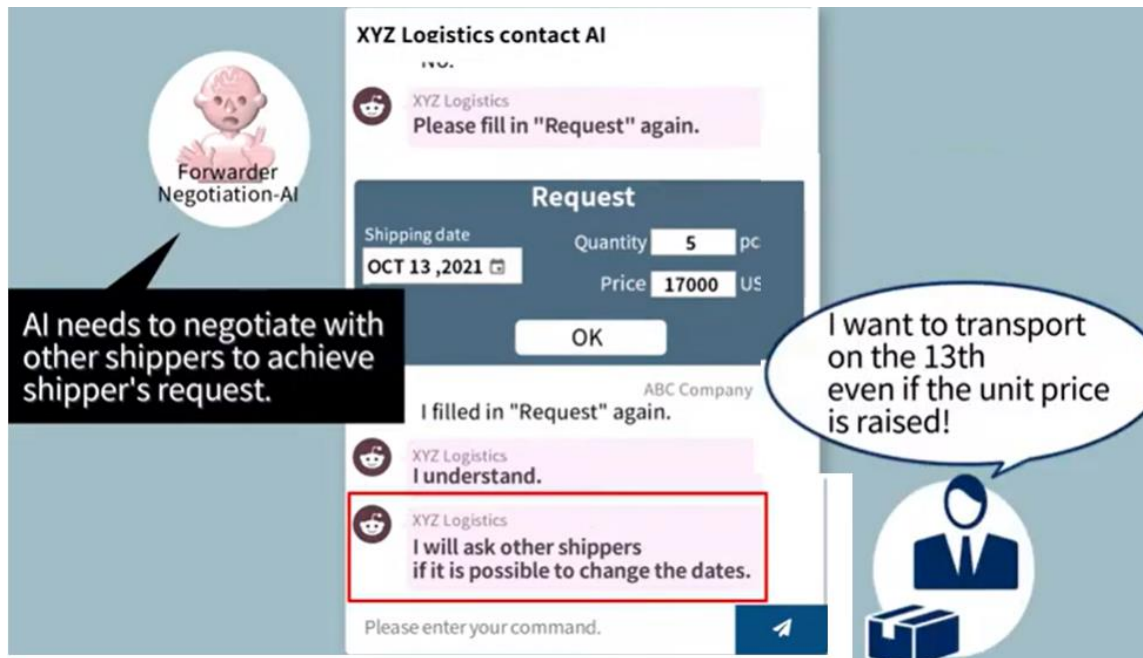 XYZ Logistics contact AI
No.
XYZ Logistics
Please fill in "Request" again.
Forwarder
Negotiation-AI
Request
Shipping date
OCT 13 ,2021
Quantity 5 pc
Price 17000 US
OK
AI needs to negotiate with
other shippers to achieve
shipper's request.
I want to transport
on the 13th
even if the unit price
is raised!
ABC Company
I filled in "Request" again.
XYZ Logistics
I understand.
XYZ Logistics
I will ask other shippers
if it is possible to change the dates.
Please enter your command.